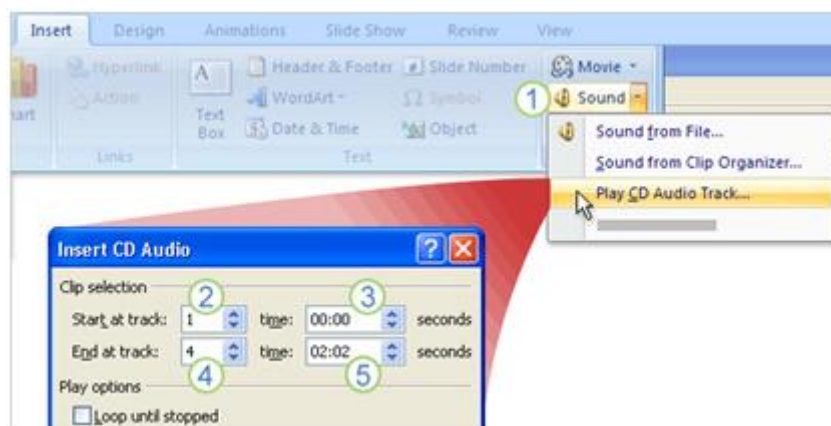 Insert Design Animations Slide Show Review View
Hyperlink
Action
Links
A
Text
Box
Header & Footer
WordArt
Date & Time
# Slide Number
Ω Symbol
Object
Text
Movie
1 Sound
Sound from File...
Sound from Clip Organizer...
Play CD Audio Track...
Insert CD Audio ?
Clip selection
2 3
Start at track: 1 time: 00:00 seconds
End at track: 4 time: 02:02 seconds
4 5
Play options
Loop until stopped